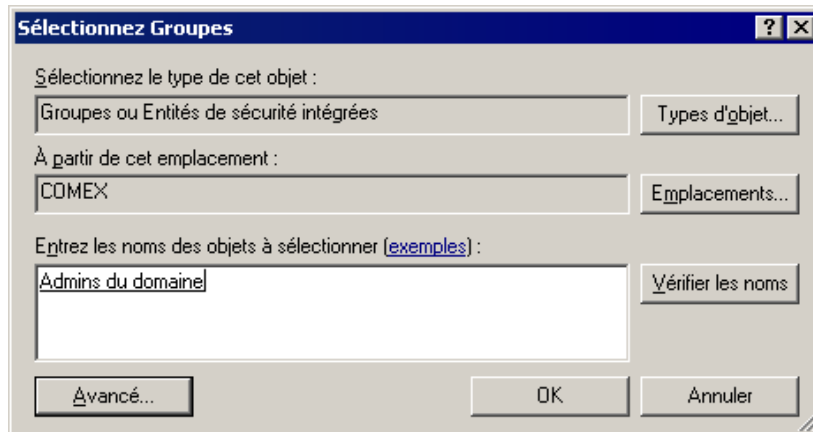 Sélectionnez Groupes
Sélectionnez le type de cet objet :
Groupes ou Entités de sécurité intégrées
Types d'objet...
À partir de cet emplacement :
COMEX
Emplacements...
Entrez les noms des objets à sélectionner (exemples) :
Admins du domaine
Vérifier les noms
Avancé...
OK
Annuler